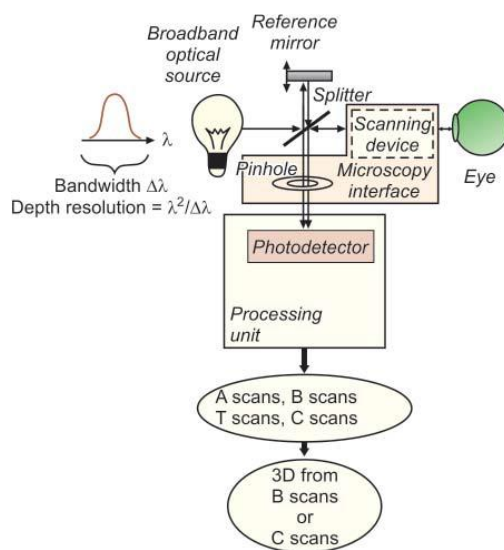 Broadband
optical
source
Reference
mirror
Splitter
Scanning
device
Microscopy
interface
Eye
λ
Bandwidth Δλ
Depth resolution = λ²/Δλ
Pinhole
Photodetector
Processing
unit
A scans, B scans
T scans, C scans
3D from
B scans
or
C scans